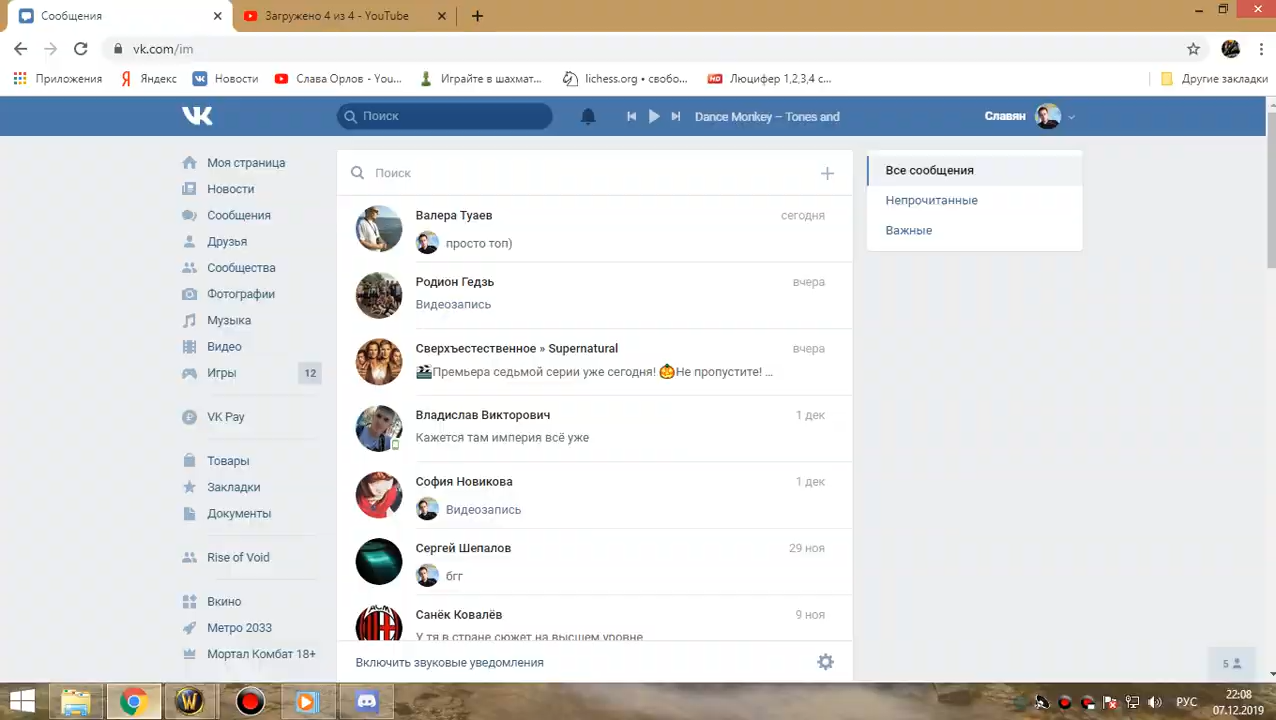 Сообщения
Загружено 4 из 4 - YouTube
vk.com/im
Приложения
Яндекс
Новости
Слава Орлов - You...
Играйте в шахмат...
lichess.org • свобо...
HD Люцифер 1,2,3,4 с...
Другие закладки
Поиск
Dance Monkey – Tones and
Славян
Моя страница
Новости
Сообщения
Друзья
Сообщества
Фотографии
Музыка
Видео
Игры 12
VK Pay
Товары
Закладки
Документы
Rise of Void
Вкино
Метро 2033
Мортал Комбат 18+
Поиск
Валера Туаев сегодня
просто топ)
Родион Гедзь вчера
Видеозапись
Сверхъестественное » Supernatural вчера
Премьера седьмой серии уже сегодня! Не пропустите! ...
Владислав Викторович 1 дек
Кажется там империя всё уже
София Новикова 1 дек
Видеозапись
Сергей Шепалов 29 ноя
бгг
Санёк Ковалёв 9 ноя
У тя в стране сюжет на высшем уровне
Включить звуковые уведомления
Все сообщения
Непрочитанные
Важные
5
РУС
22:08
07.12.2019